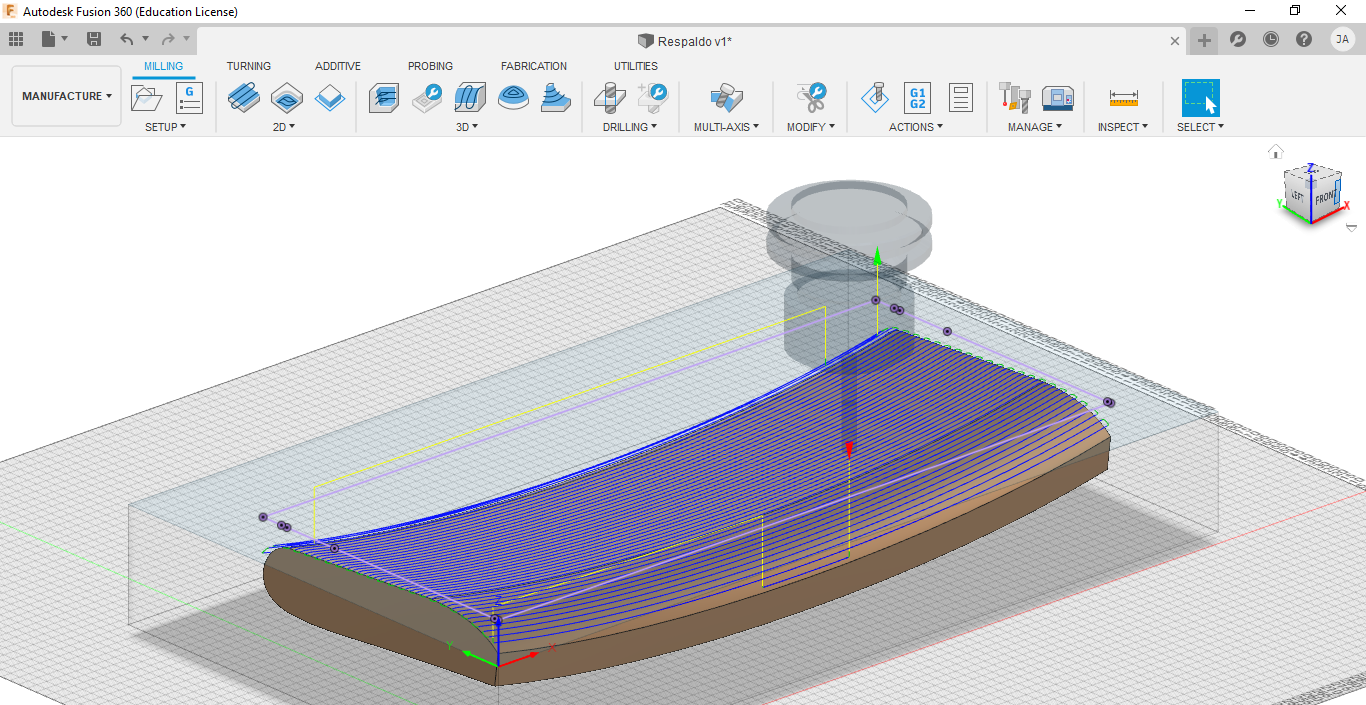 Autodesk Fusion 360 (Education License)
Respaldo v1*
JA
MANUFACTURE
MILLING TURNING ADDITIVE PROBING FABRICATION UTILITIES
G
G1
G2
SETUP 2D 3D DRILLING MULTI-AXIS MODIFY ACTIONS MANAGE INSPECT SELECT
Z
LEFT FRONT
Y X
Z
Y X